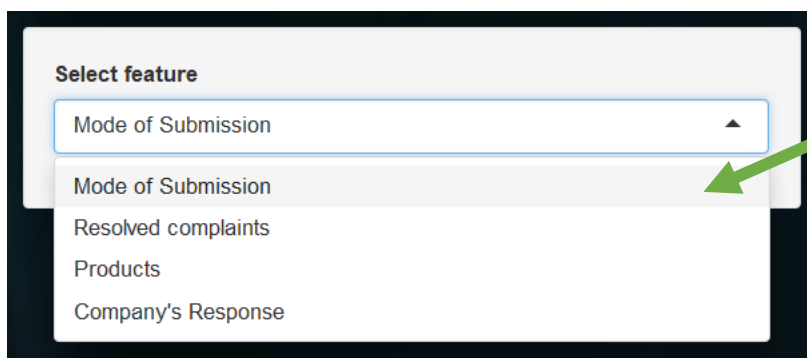 Select feature
Mode of Submission
Mode of Submission
Resolved complaints
Products
Company's Response